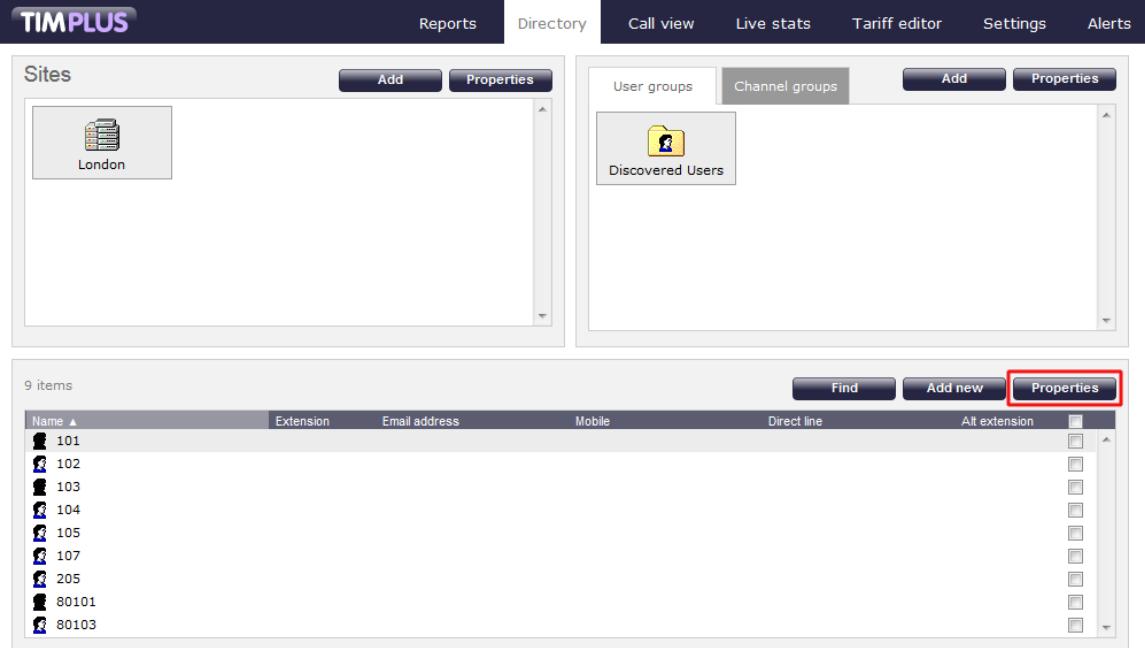 TIMPLUS Reports Directory Call view Live stats Tariff editor Settings Alerts
Sites Add Properties
London
User groups Channel groups Add Properties
Discovered Users
9 items Find Add new Properties
Name ▲ Extension Email address Mobile Direct line Alt extension
101
102
103
104
105
107
205
80101
80103